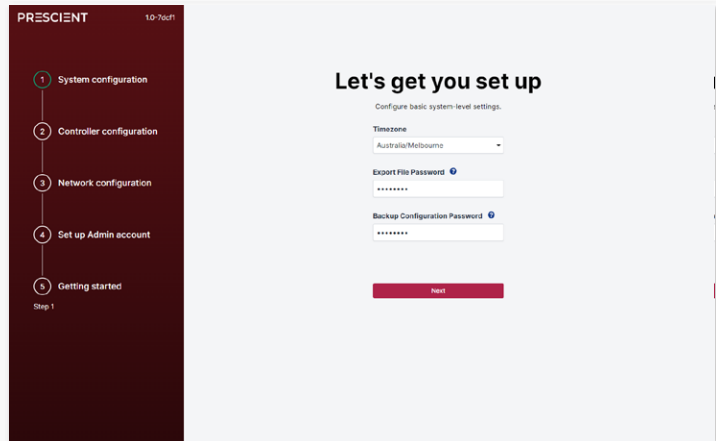 PRESCIENT 1.0-7dcf1
1 System configuration
2 Controller configuration
3 Network configuration
4 Set up Admin account
5 Getting started
Step 1
Let's get you set up
Configure basic system-level settings.
Timezone
Australia/Melbourne
Export File Password ?
••••••••
Backup Configuration Password ?
••••••••
Next